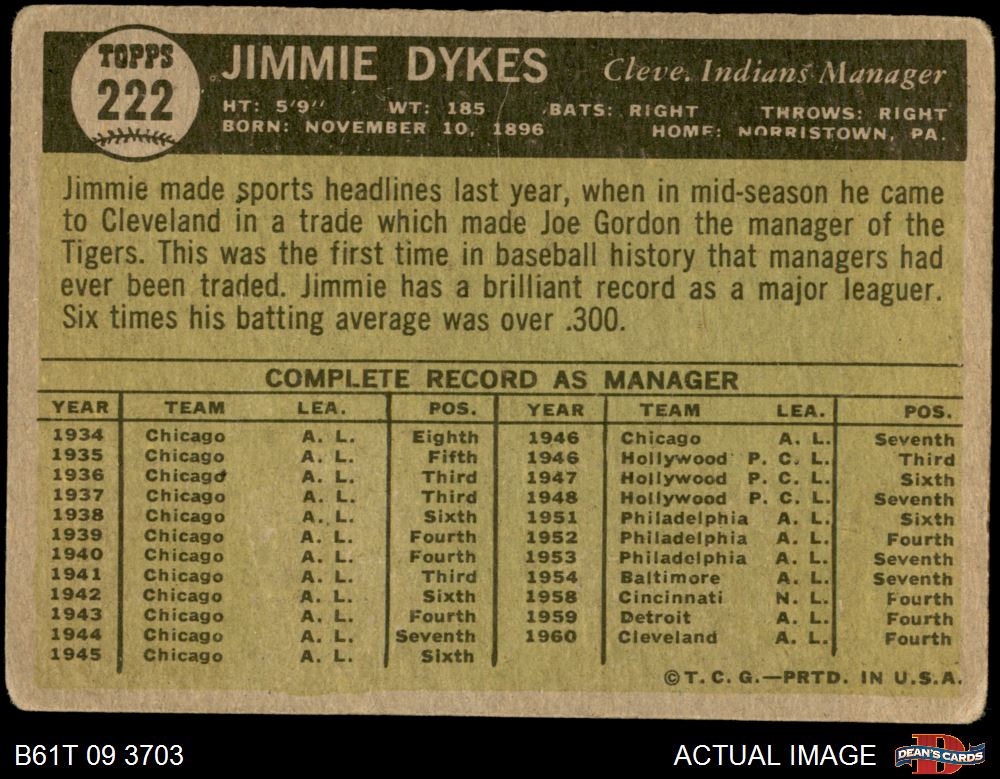 TOPPS
222
JIMMIE DYKES
Cleve. Indians Manager
HT: 5'9" WT: 185 BATS: RIGHT THROWS: RIGHT
BORN: NOVEMBER 10, 1896 HOME: NORRISTOWN, PA.
Jimmie made sports headlines last year, when in mid-season he came
to Cleveland in a trade which made Joe Gordon the manager of the
Tigers. This was the first time in baseball history that managers had
ever been traded. Jimmie has a brilliant record as a major leaguer.
Six times his batting average was over .300.
COMPLETE RECORD AS MANAGER
YEAR TEAM LEA. POS. YEAR TEAM LEA. POS.
1934 Chicago A. L. Eighth 1946 Chicago A. L. Seventh
1935 Chicago A. L. Fifth 1946 Hollywood P. C. L. Third
1936 Chicago A. L. Third 1947 Hollywood P. C. L. Sixth
1937 Chicago A. L. Third 1948 Hollywood P. C. L. Seventh
1938 Chicago A. L. Sixth 1951 Philadelphia A. L. Sixth
1939 Chicago A. L. Fourth 1952 Philadelphia A. L. Fourth
1940 Chicago A. L. Fourth 1953 Philadelphia A. L. Seventh
1941 Chicago A. L. Third 1954 Baltimore A. L. Seventh
1942 Chicago A. L. Sixth 1958 Cincinnati N. L. Fourth
1943 Chicago A. L. Fourth 1959 Detroit A. L. Fourth
1944 Chicago A. L. Seventh 1960 Cleveland A. L. Fourth
1945 Chicago A. L. Sixth
©T. C. G.—PRTD. IN U.S.A.
B61T 09 3703 ACTUAL IMAGE DEAN'S CARDS